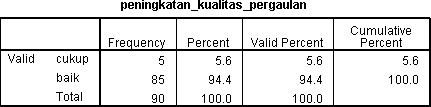 peningkatan_kualitas_pergaulan
Frequency Percent Valid Percent Cumulative Percent
Valid cukup 5 5.6 5.6 5.6
baik 85 94.4 94.4 100.0
Total 90 100.0 100.0